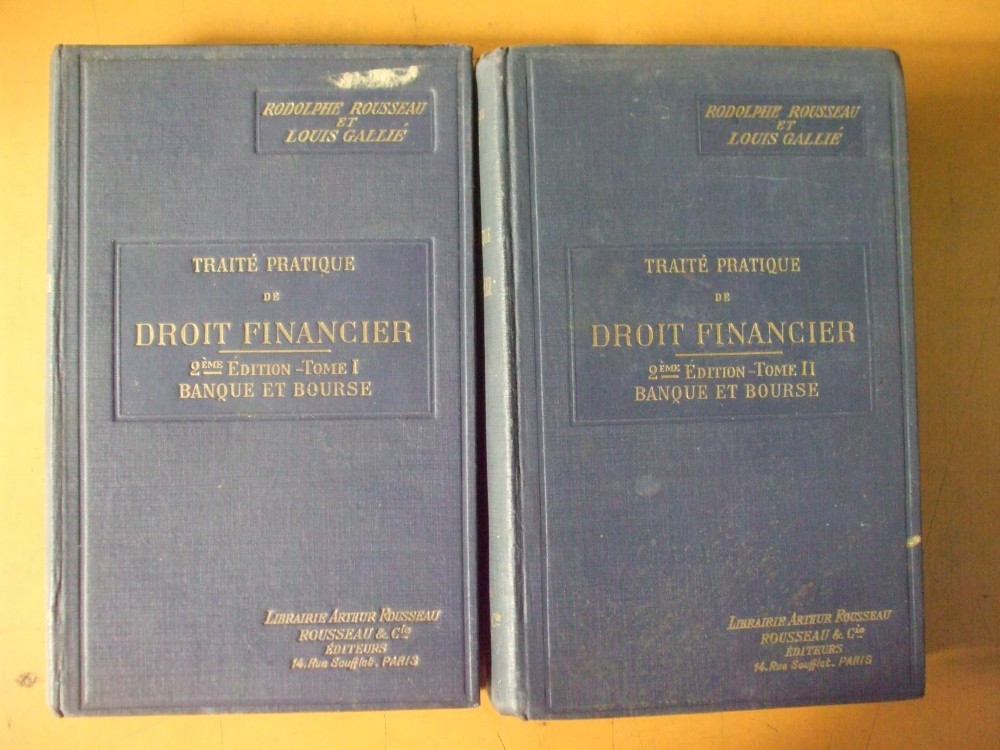 RODOLPHE ROUSSEAU
ET
LOUIS GALLIÉ
TRAITÉ PRATIQUE
DE
DROIT FINANCIER
2ÈME ÉDITION - TOME I
BANQUE ET BOURSE
LIBRAIRIE ARTHUR ROUSSEAU
ROUSSEAU & Cie
ÉDITEURS
14, Rue Soufflot. PARIS
RODOLPHE ROUSSEAU
ET
LOUIS GALLIÉ
TRAITÉ PRATIQUE
DE
DROIT FINANCIER
2ÈME ÉDITION - TOME II
BANQUE ET BOURSE
LIBRAIRIE ARTHUR ROUSSEAU
ROUSSEAU & Cie
ÉDITEURS
14, Rue Soufflot. PARIS